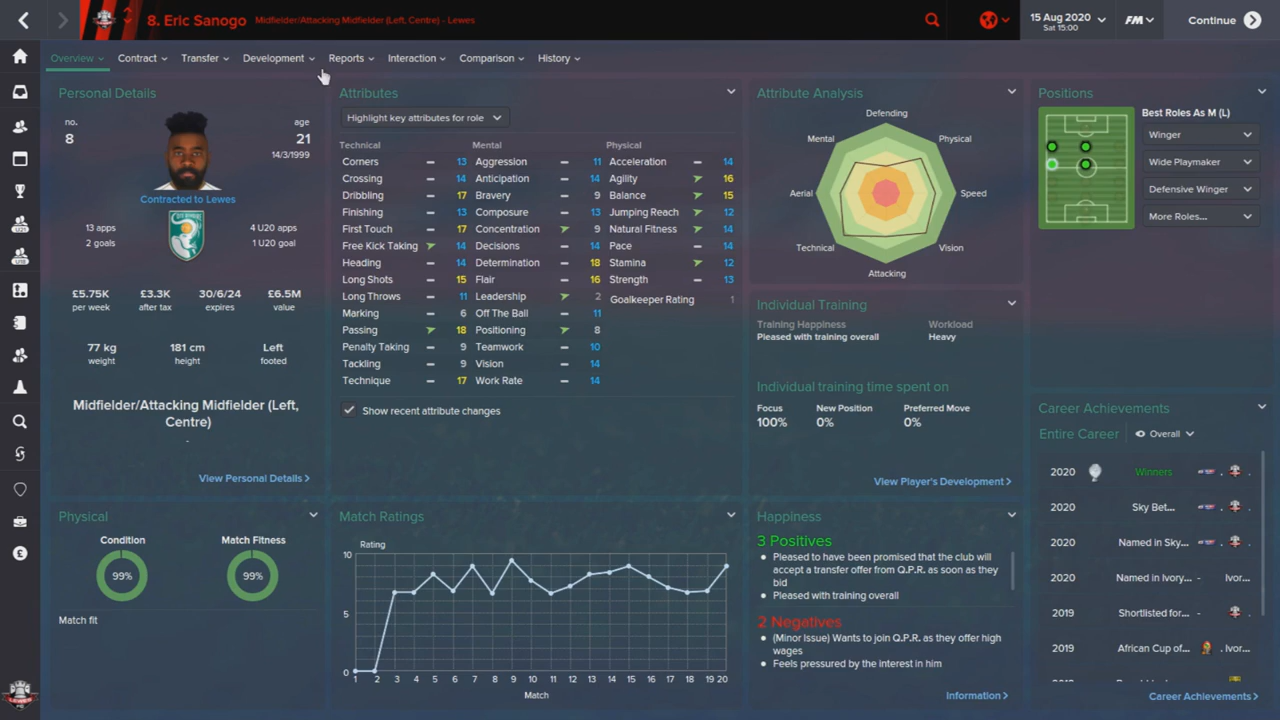 8. Eric Sanogo
Midfielder/Attacking Midfielder (Left, Centre) - Lewes
15 Aug 2020
Sat 15:00
FM
Continue
Overview
Contract
Transfer
Development
Reports
Interaction
Comparison
History
Personal Details
no.
8
age
21
14/3/1999
Contracted to Lewes
13 apps
2 goals
4 U20 apps
1 U20 goal
£5.75K
per week
£3.3K
after tax
30/6/24
expires
£6.5M
value
77 kg
weight
181 cm
height
Left
footed
Midfielder/Attacking Midfielder (Left,
Centre)
-
View Personal Details >
Attributes
Highlight key attributes for role
Technical
Corners – 13
Crossing – 14
Dribbling – 17
Finishing – 13
First Touch – 17
Free Kick Taking 14
Heading – 14
Long Shots – 15
Long Throws – 11
Marking – 6
Passing 18
Penalty Taking – 9
Tackling – 9
Technique – 17
Mental
Aggression – 11
Anticipation – 14
Bravery – 9
Composure – 13
Concentration 9
Decisions – 14
Determination – 18
Flair – 16
Leadership 2
Off The Ball – 11
Positioning 8
Teamwork – 10
Vision – 14
Work Rate – 14
Physical
Acceleration – 14
Agility 16
Balance 15
Jumping Reach 12
Natural Fitness 14
Pace – 14
Stamina 12
Strength – 13
Goalkeeper Rating 1
Show recent attribute changes
Attribute Analysis
Defending
Physical
Speed
Vision
Attacking
Technical
Aerial
Mental
Individual Training
Training Happiness
Pleased with training overall
Workload
Heavy
Individual training time spent on
Focus
100%
New Position
0%
Preferred Move
0%
View Player's Development >
Positions
Best Roles As M (L)
Winger
Wide Playmaker
Defensive Winger
More Roles...
Career Achievements
Entire Career
Overall
2020 Winners
2020 Sky Bet...
2020 Named in Sky...
2020 Named in Ivory... - Ivor...
2019 Shortlisted for... -
2019 African Cup of... Ivor...
Career Achievements >
Physical
Condition
99%
Match Fitness
99%
Match fit
Match Ratings
Rating
10
5
0
1 2 3 4 5 6 7 8 9 10 11 12 13 14 15 16 17 18 19 20
Match
Happiness
3 Positives
Pleased to have been promised that the club will
accept a transfer offer from Q.P.R. as soon as they
bid
Pleased with training overall
2 Negatives
(Minor Issue) Wants to join Q.P.R. as they offer high
wages
Feels pressured by the interest in him
Information >